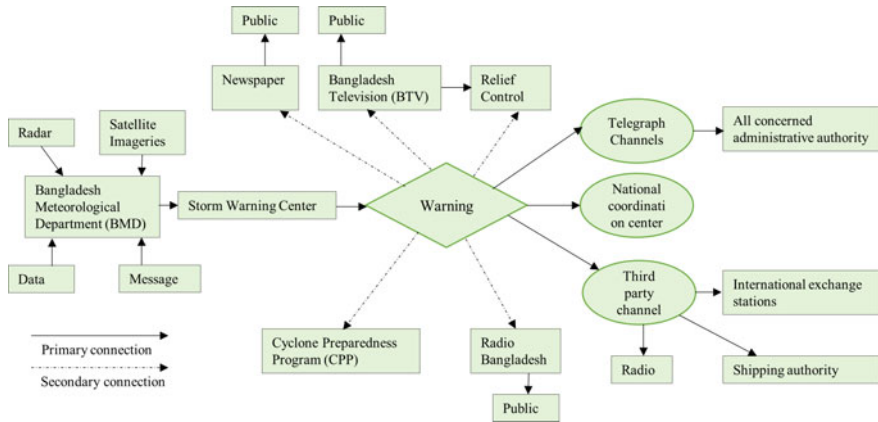 Public
Public
Newspaper
Bangladesh
Television (BTV)
Relief
Control
Radar
Satellite
Imageries
Telegraph
Channels
All concerned
administrative authority
Bangladesh
Meteorological
Department (BMD)
Storm Warning Center
Warning
National
coordinati
on center
Data
Message
Third
party
channel
International exchange
stations
Primary connection
Secondary connection
Cyclone Preparedness
Program (CPP)
Radio
Bangladesh
Radio
Shipping authority
Public